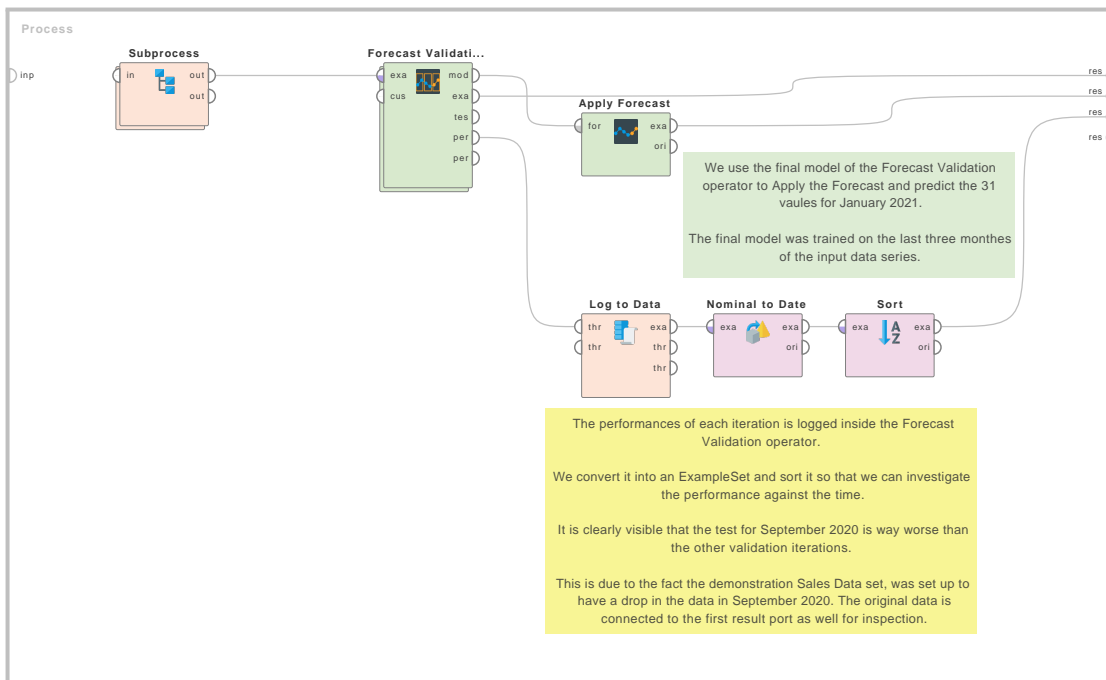 Process
inp
Subprocess
in out
out
Forecast Validati...
exa mod
cus exa
tes
per
per
Apply Forecast
for exa
ori
res
res
res
res
We use the final model of the Forecast Validation
operator to Apply the Forecast and predict the 31
vaules for January 2021.
The final model was trained on the last three monthes
of the input data series.
Log to Data
thr exa
thr thr
thr
Nominal to Date
exa exa
ori
Sort
exa exa
ori
A
Z
The performances of each iteration is logged inside the Forecast
Validation operator.
We convert it into an ExampleSet and sort it so that we can investigate
the performance against the time.
It is clearly visible that the test for September 2020 is way worse than
the other validation iterations.
This is due to the fact the demonstration Sales Data set, was set up to
have a drop in the data in September 2020. The original data is
connected to the first result port as well for inspection.